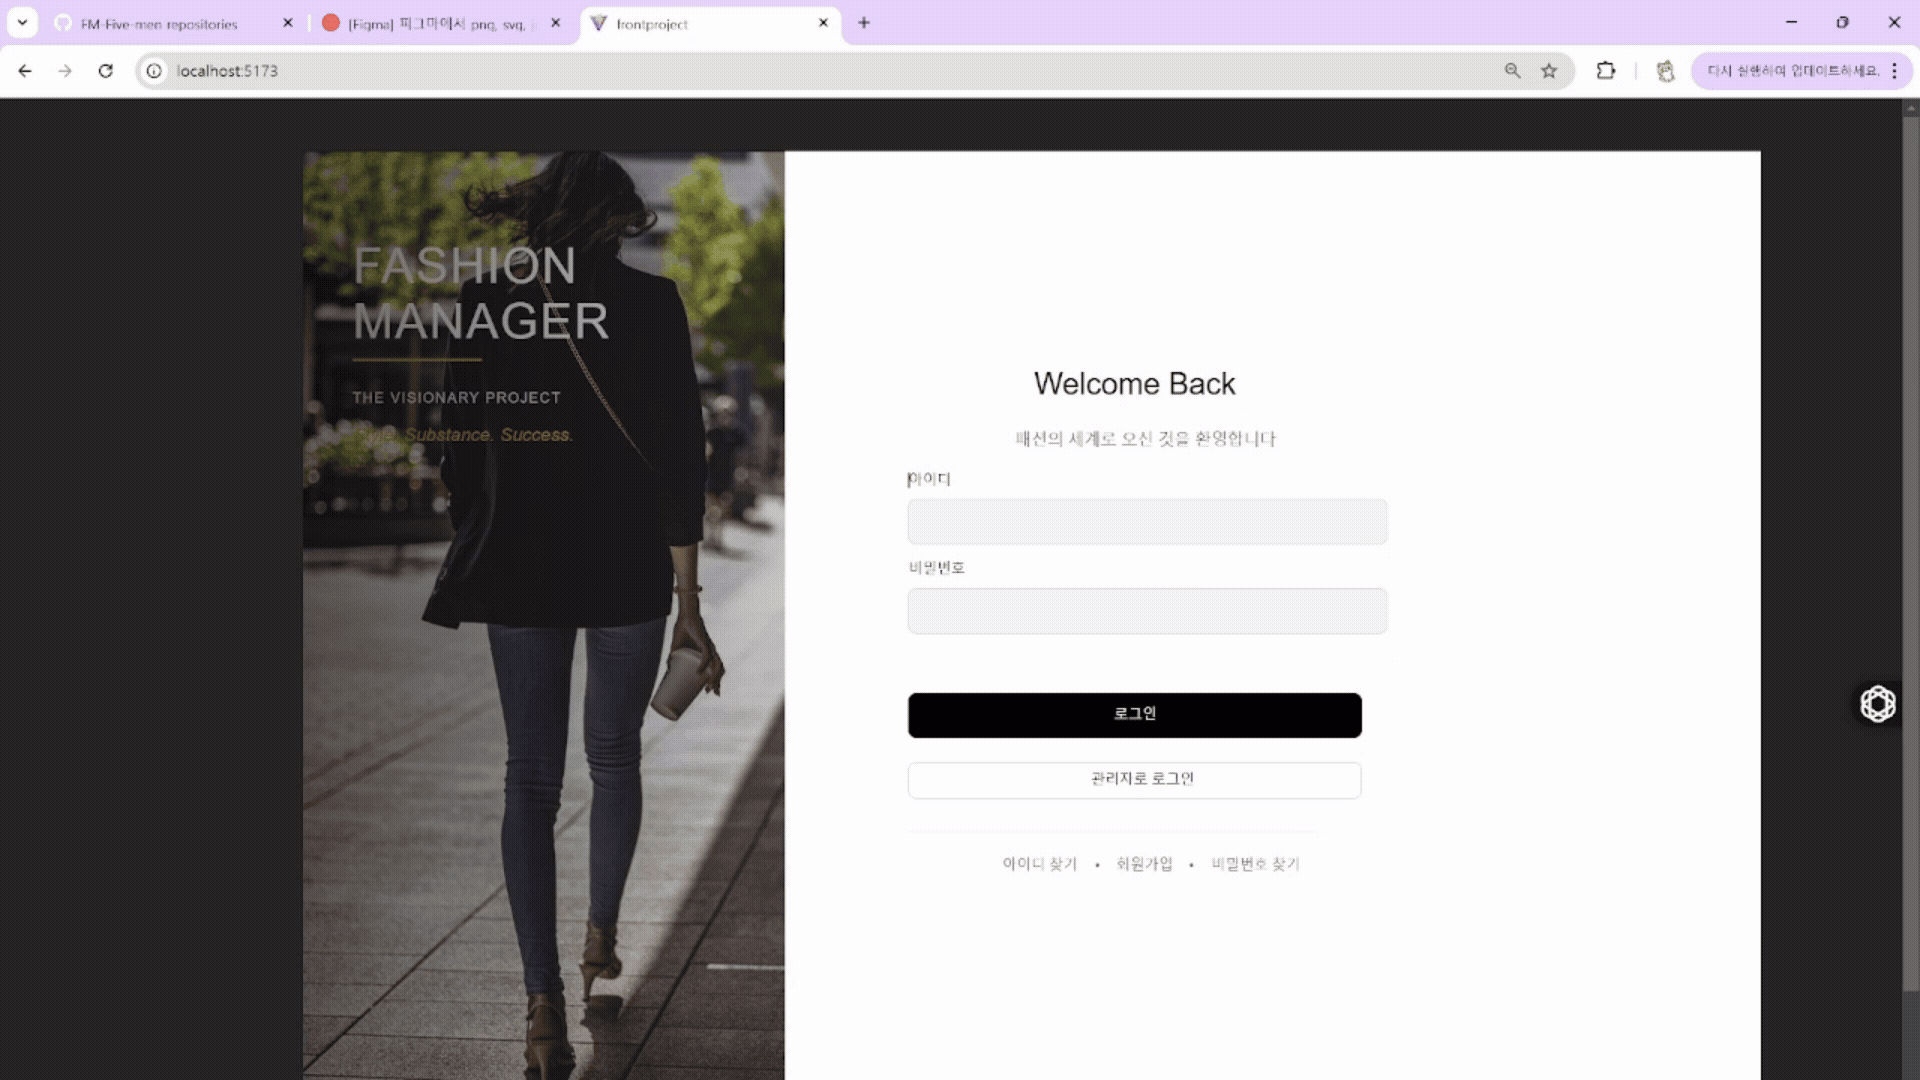 FM-Five-men repositories
[Figma] 피그마에서 png, svg,
frontproject
localhost:5173
다시 실행하여 업데이트하세요.
FASHION
MANAGER
THE VISIONARY PROJECT
Substance. Success.
Welcome Back
패션의 세계로 오신 것을 환영합니다
아이디
비밀번호
로그인
관리자로 로그인
아이디 찾기 • 회원가입 • 비밀번호 찾기